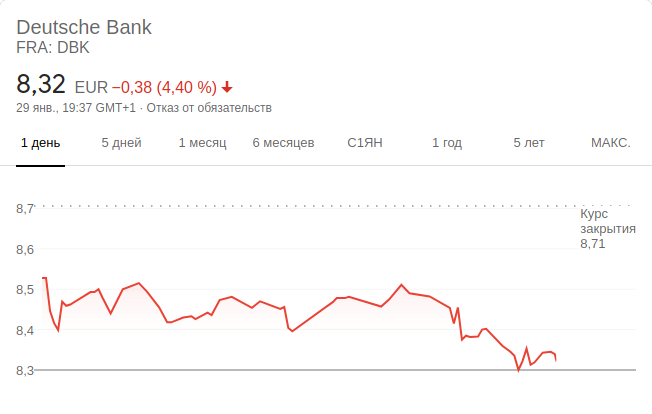 Deutsche Bank
FRA: DBK
8,32 EUR −0,38 (4,40 %)
29 янв., 19:37 GMT+1 · Отказ от обязательств
1 день 5 дней 1 месяц 6 месяцев С1ЯН 1 год 5 лет МАКС.
8,7
Курс
закрытия
8,71
8,6
8,5
8,4
8,3